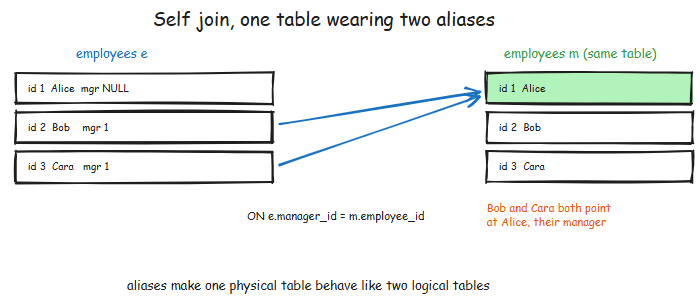 Self join, one table wearing two aliases
employees e
employees m (same table)
id 1 Alice mgr NULL
id 2 Bob mgr 1
id 3 Cara mgr 1
id 1 Alice
id 2 Bob
id 3 Cara
ON e.manager_id = m.employee_id
Bob and Cara both point
at Alice, their manager
aliases make one physical table behave like two logical tables